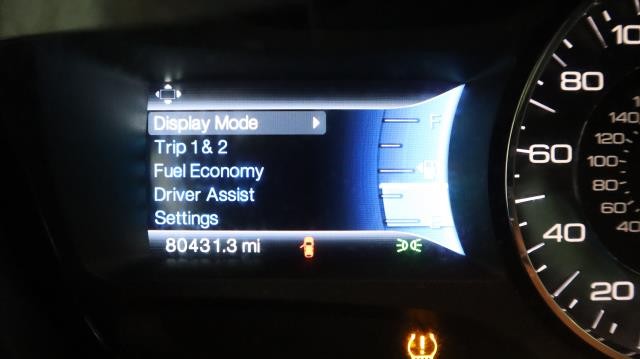 Display Mode
Trip 1 & 2
Fuel Economy
Driver Assist
Settings
80431.3 mi
F
E
10
80
60
40
20
140
120
100
80
60
40